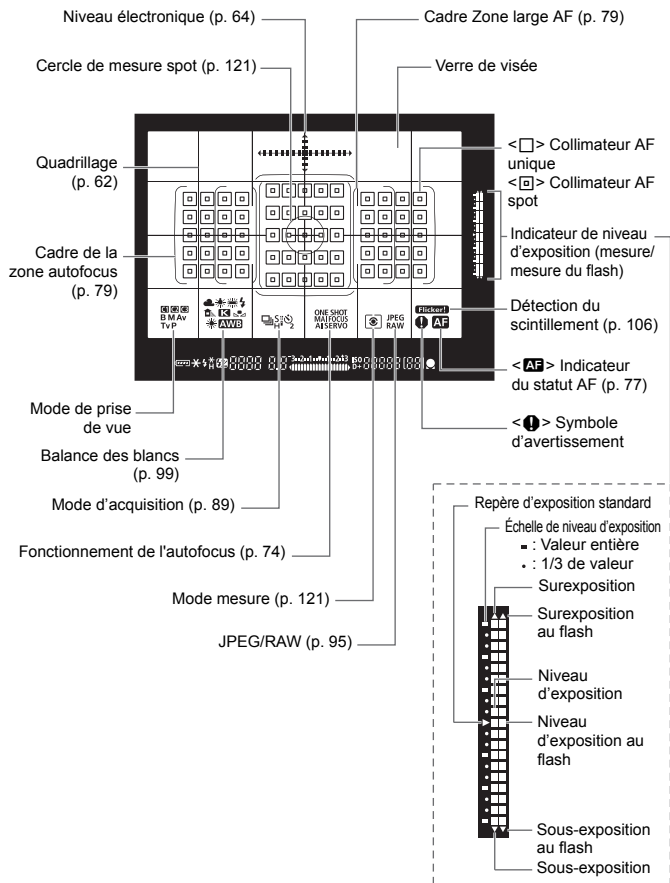 Niveau électronique (p. 64)
Cadre Zone large AF (p. 79)
Cercle de mesure spot (p. 121)
Verre de visée
Quadrillage
(p. 62)
<□> Collimateur AF
unique
<⊡> Collimateur AF
spot
Indicateur de niveau
d'exposition (mesure/
mesure du flash)
Cadre de la
zone autofocus
(p. 79)
Détection du
scintillement (p. 106)
<AF> Indicateur
du statut AF (p. 77)
<!> Symbole
d'avertissement
B M Av
Tv P
K
AWB
S
H
2
ONE SHOT
AI FOCUS
AI SERVO
JPEG
RAW
Flicker!
! AF
ISO
D+
Mode de prise
de vue
Balance des blancs
(p. 99)
Mode d'acquisition (p. 89)
Fonctionnement de l'autofocus (p. 74)
Mode mesure (p. 121)
JPEG/RAW (p. 95)
Repère d'exposition standard
Échelle de niveau d'exposition
: Valeur entière
: 1/3 de valeur
Surexposition
Surexposition
au flash
Niveau
d'exposition
Niveau
d'exposition au
flash
Sous-exposition
au flash
Sous-exposition